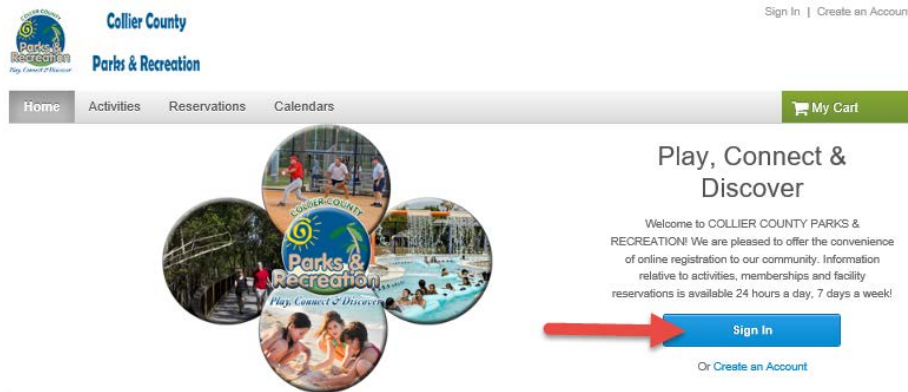 Sign In | Create an Account
COLLIER COUNTY
Parks &
Recreation
Play, Connect & Discover
Collier County
Parks & Recreation
Home Activities Reservations Calendars My Cart
COLLIER COUNTY
Parks &
Recreation
Play, Connect & Discover
Play, Connect &
Discover
Welcome to COLLIER COUNTY PARKS &
RECREATION! We are pleased to offer the convenience
of online registration to our community. Information
relative to activities, memberships and facility
reservations is available 24 hours a day, 7 days a week!
Sign In
Or Create an Account